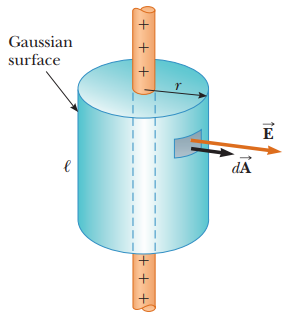 +
+
+
Gaussian
surface
r
E⃗
ℓ
dA⃗
+
+
+